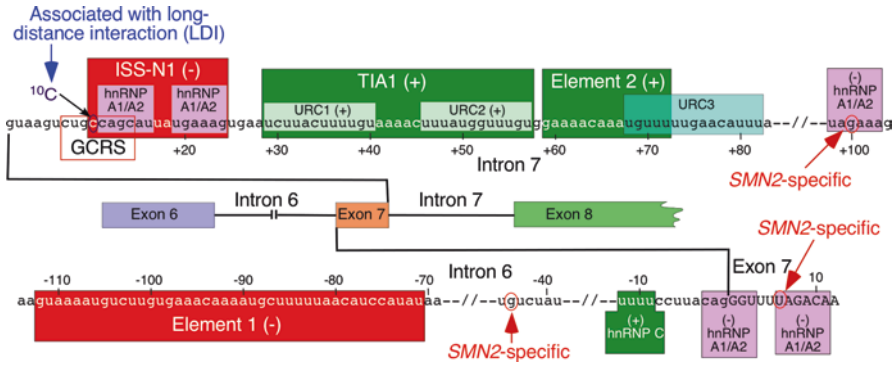 Associated with long-
distance interaction (LDI)
ISS-N1 (-)
TIA1 (+)
Element 2 (+)
10C
hnRNP
A1/A2
hnRNP
A1/A2
URC1 (+)
URC2 (+)
URC3
(-)
hnRNP
A1/A2
guaagucugccagcauuaugaaagugaaucuuacuuuuguaaaacuuuaugguuuguggaaaacaaauguuuuugaacauuua--//--uagaaag
GCRS
+20
+30
+40
+50
+60
+70
+80
+100
Intron 7
SMN2-specific
Intron 6
Intron 7
Exon 6
Exon 7
Exon 8
SMN2-specific
Intron 6
Exon 7
-110
-100
-90
-80
-70
-40
-10
10
aaguaaaaugucuugugaaacaaaaugcuuuuuaacauccauauaa--//--ugucuau--//--uuuuccuuacagGGUUUUAGACAA
Element 1 (-)
(+)
hnRNP C
(-)
hnRNP
A1/A2
(-)
hnRNP
A1/A2
SMN2-specific